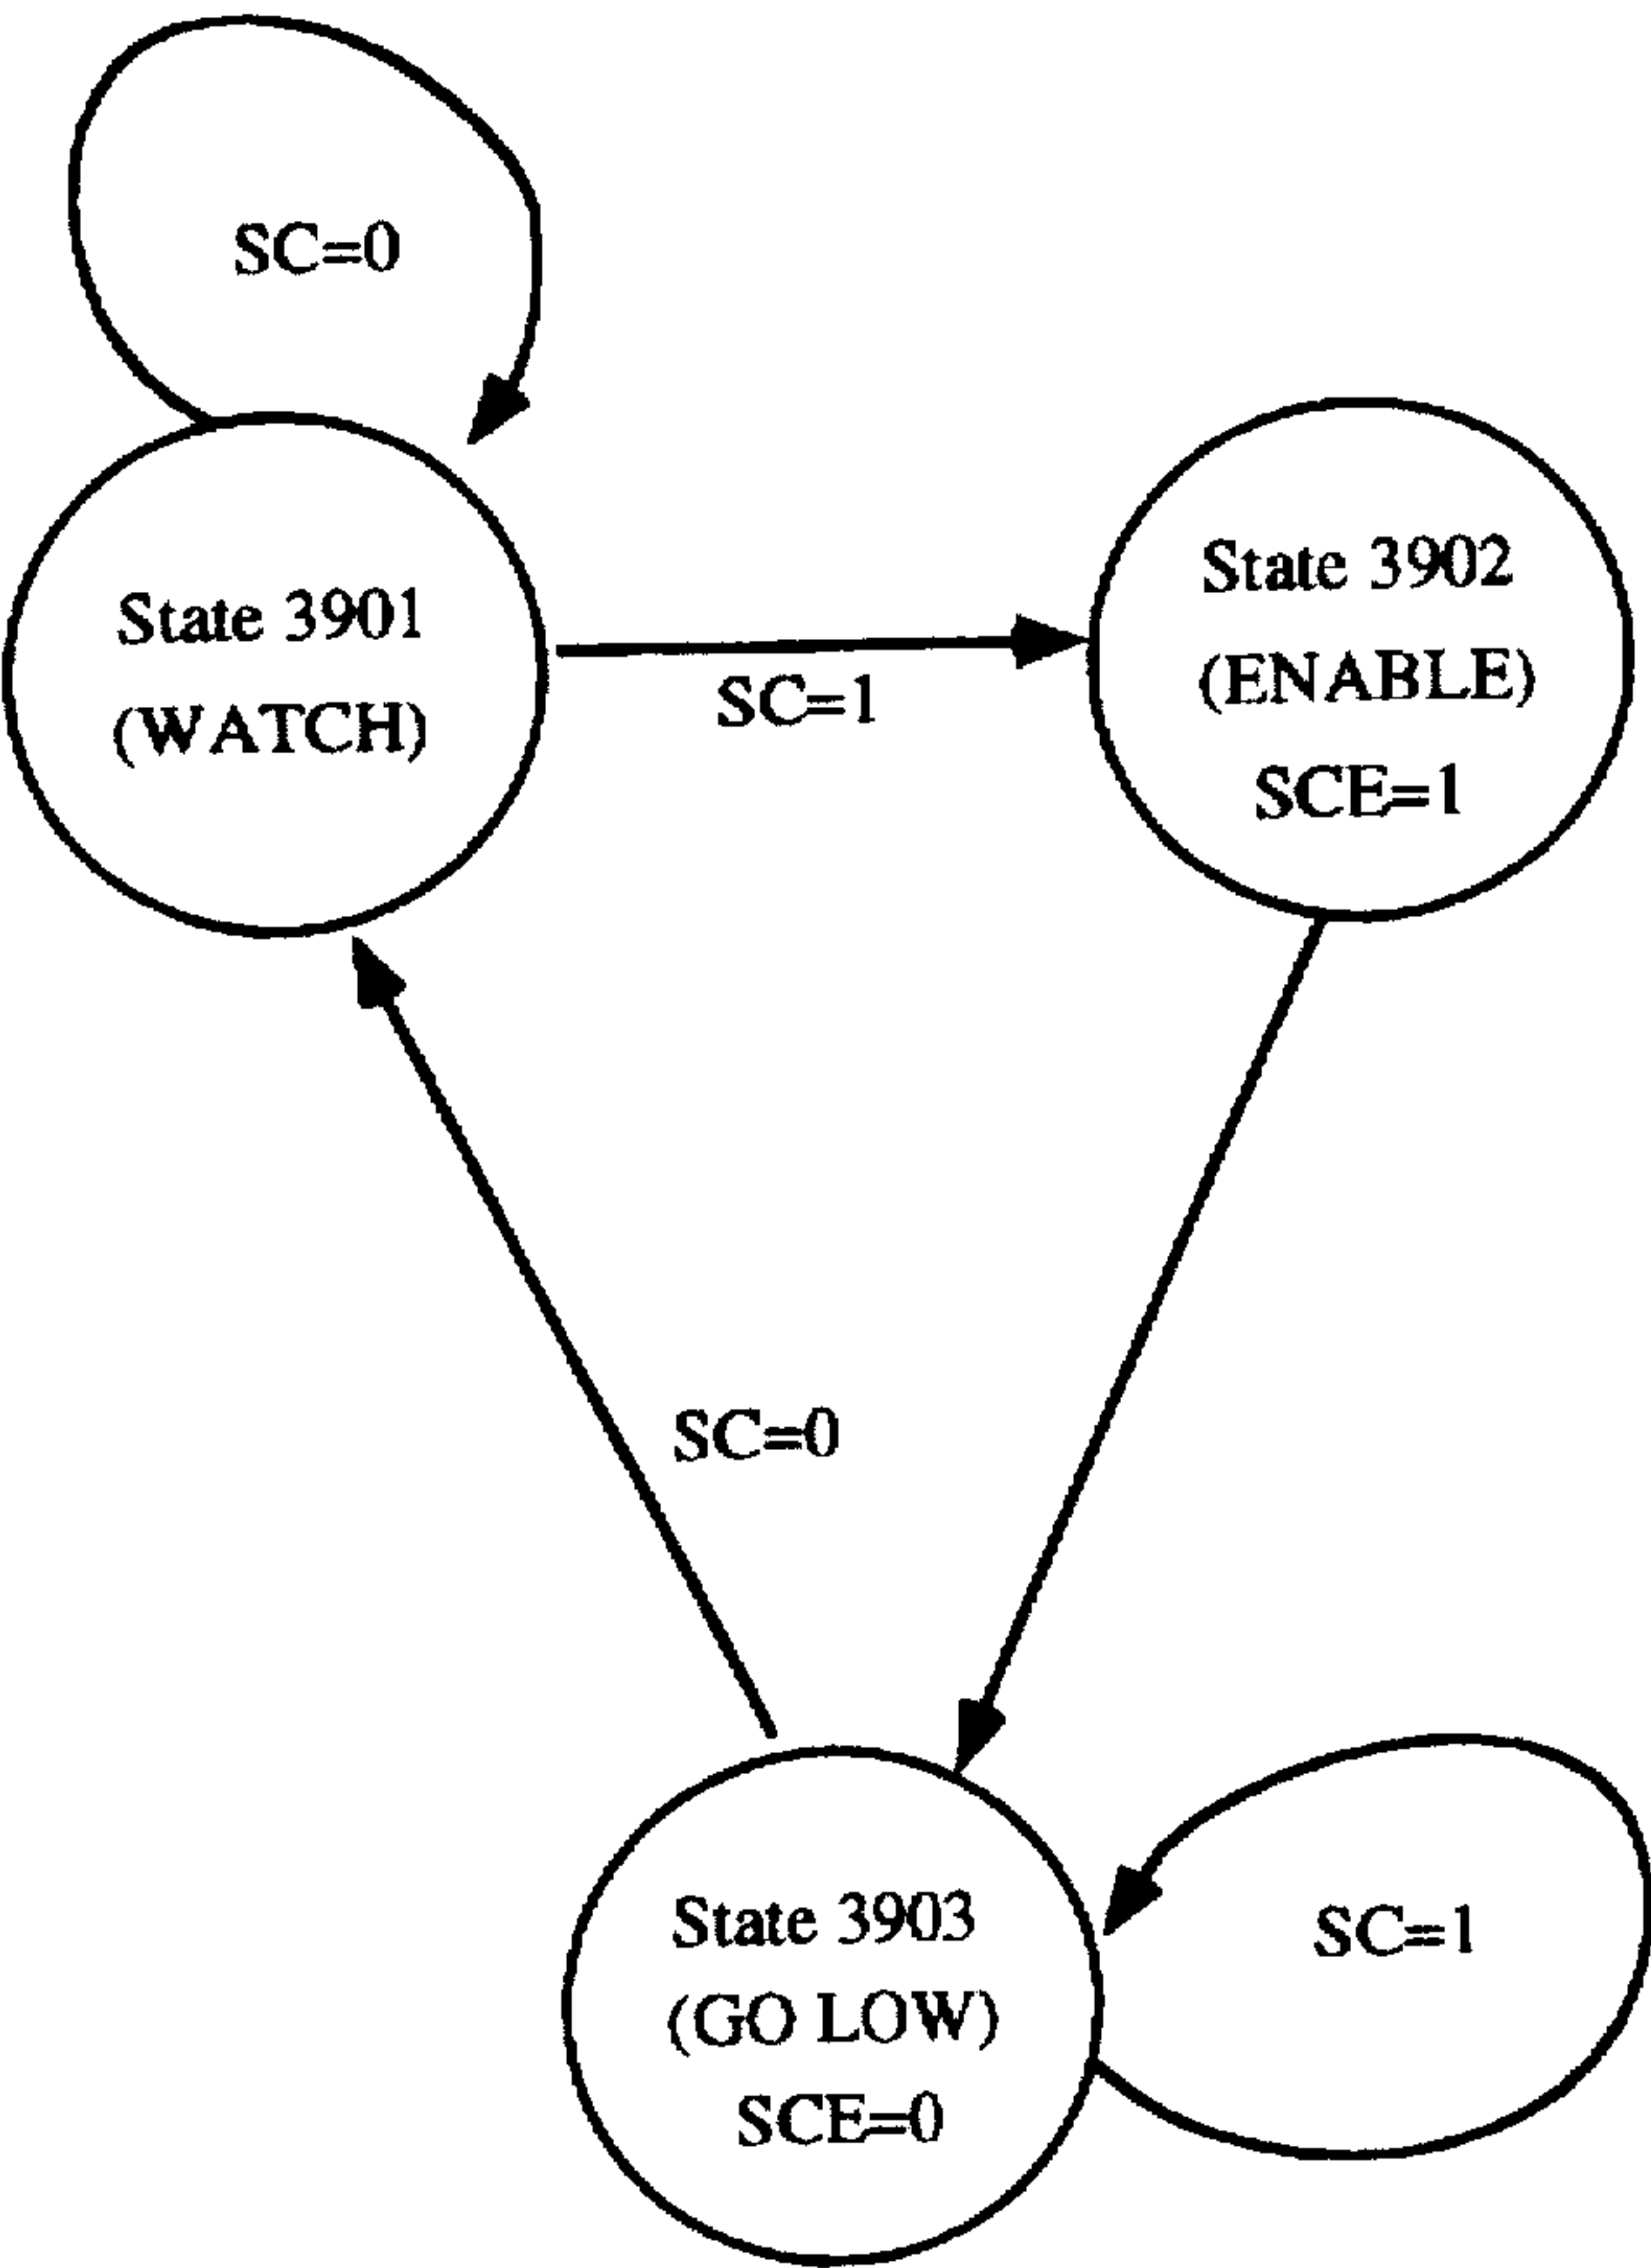 SC=0
State 3901
(WATCH)
SC=1
State 3902
(ENABLE)
SCE=1
SC=0
State 3903
(GO LOW)
SCE=0
SC=1